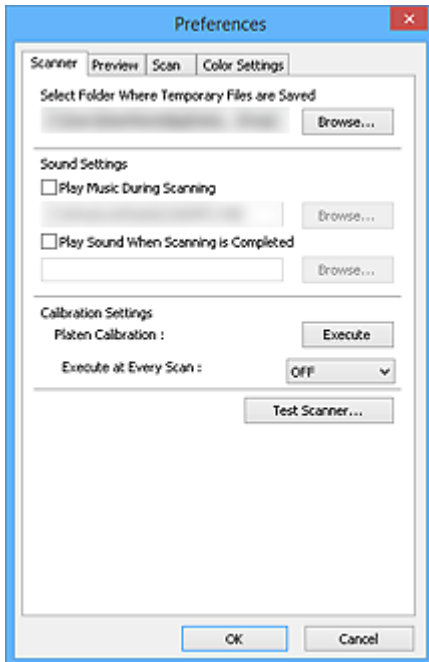 Preferences
Scanner Preview Scan Color Settings
Select Folder Where Temporary Files are Saved
Browse...
Sound Settings
Play Music During Scanning
Browse...
Play Sound When Scanning is Completed
Browse...
Calibration Settings
Platen Calibration : Execute
Execute at Every Scan : OFF
Test Scanner...
OK Cancel